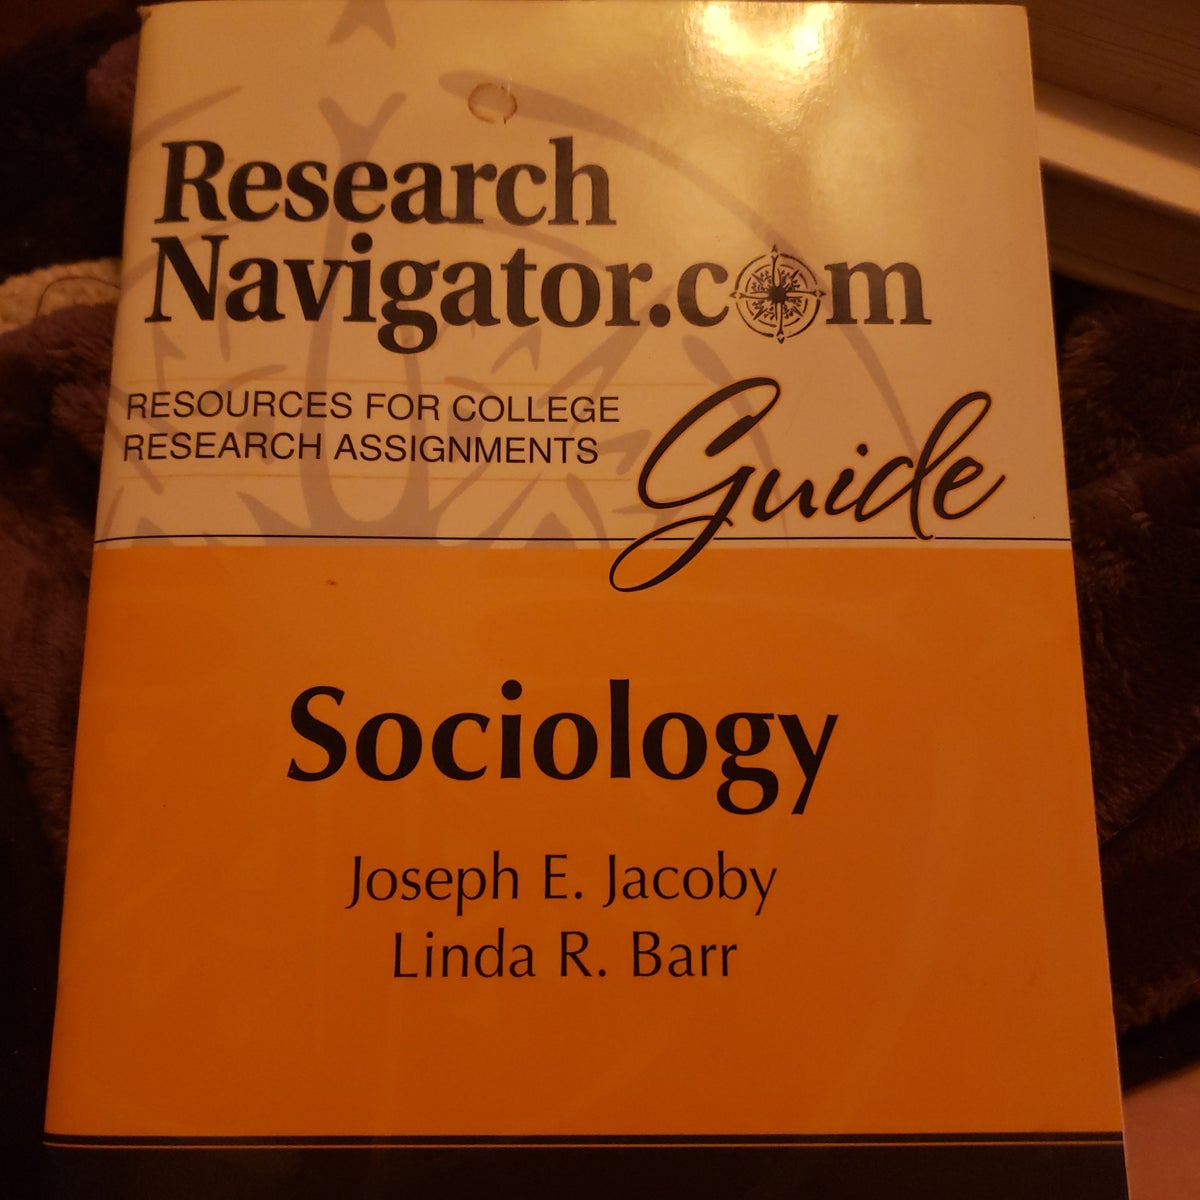 Research
Navigator.com
RESOURCES FOR COLLEGE
RESEARCH ASSIGNMENTS
Guide
Sociology
Joseph E. Jacoby
Linda R. Barr